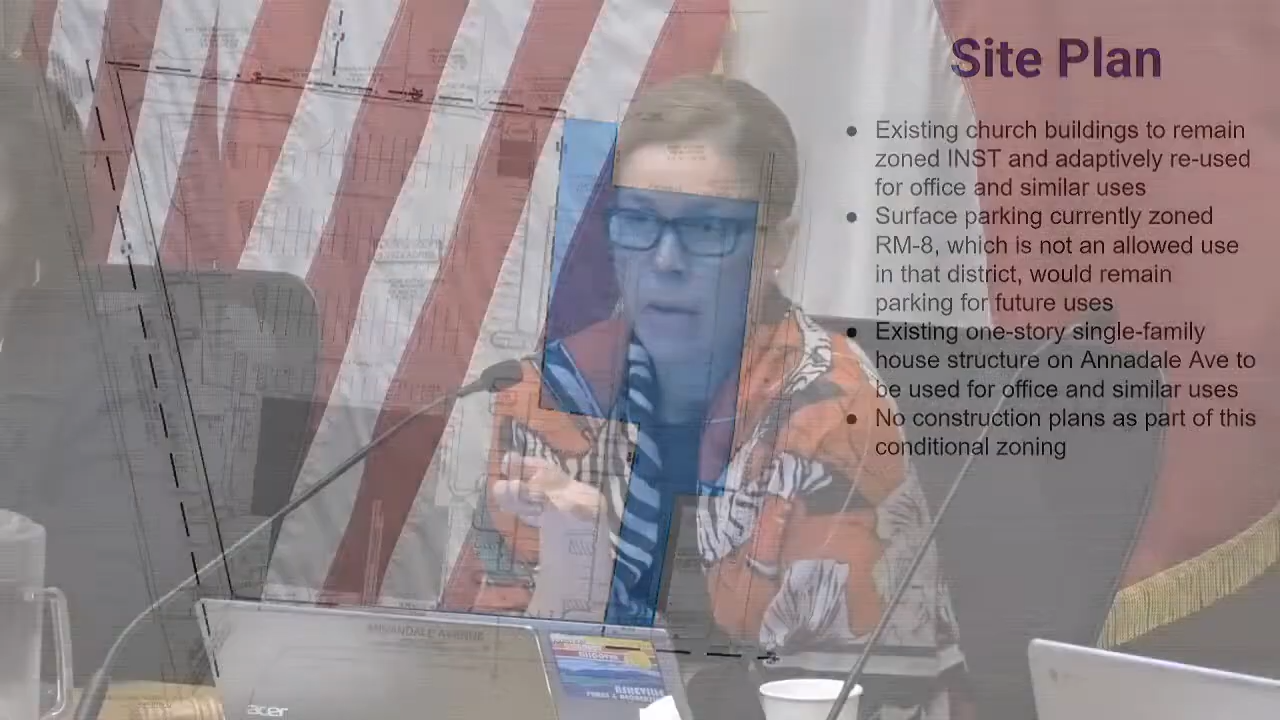 Site Plan
● Existing church buildings to remain
zoned INST and adaptively re-used
for office and similar uses
● Surface parking currently zoned
RM-8, which is not an allowed use
in that district, would remain
parking for future uses
● Existing one-story single-family
house structure on Annadale Ave to
be used for office and similar uses
● No construction plans as part of this
conditional zoning
ANNANDALE AVENUE
acer
ASHEVILLE
PARKS & RECREATION